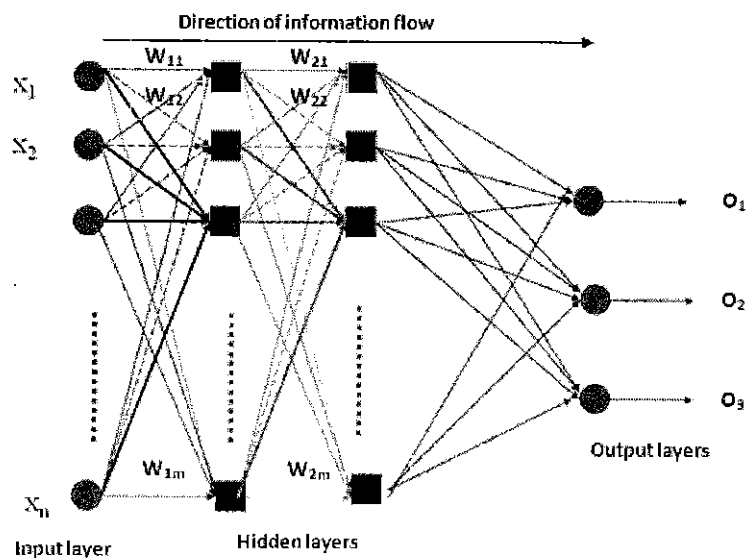 Direction of information flow
W11 W21
X1
W12 W22
X2
O1
O2
O3
Output layers
W1m W2m
Xn
Input layer Hidden layers